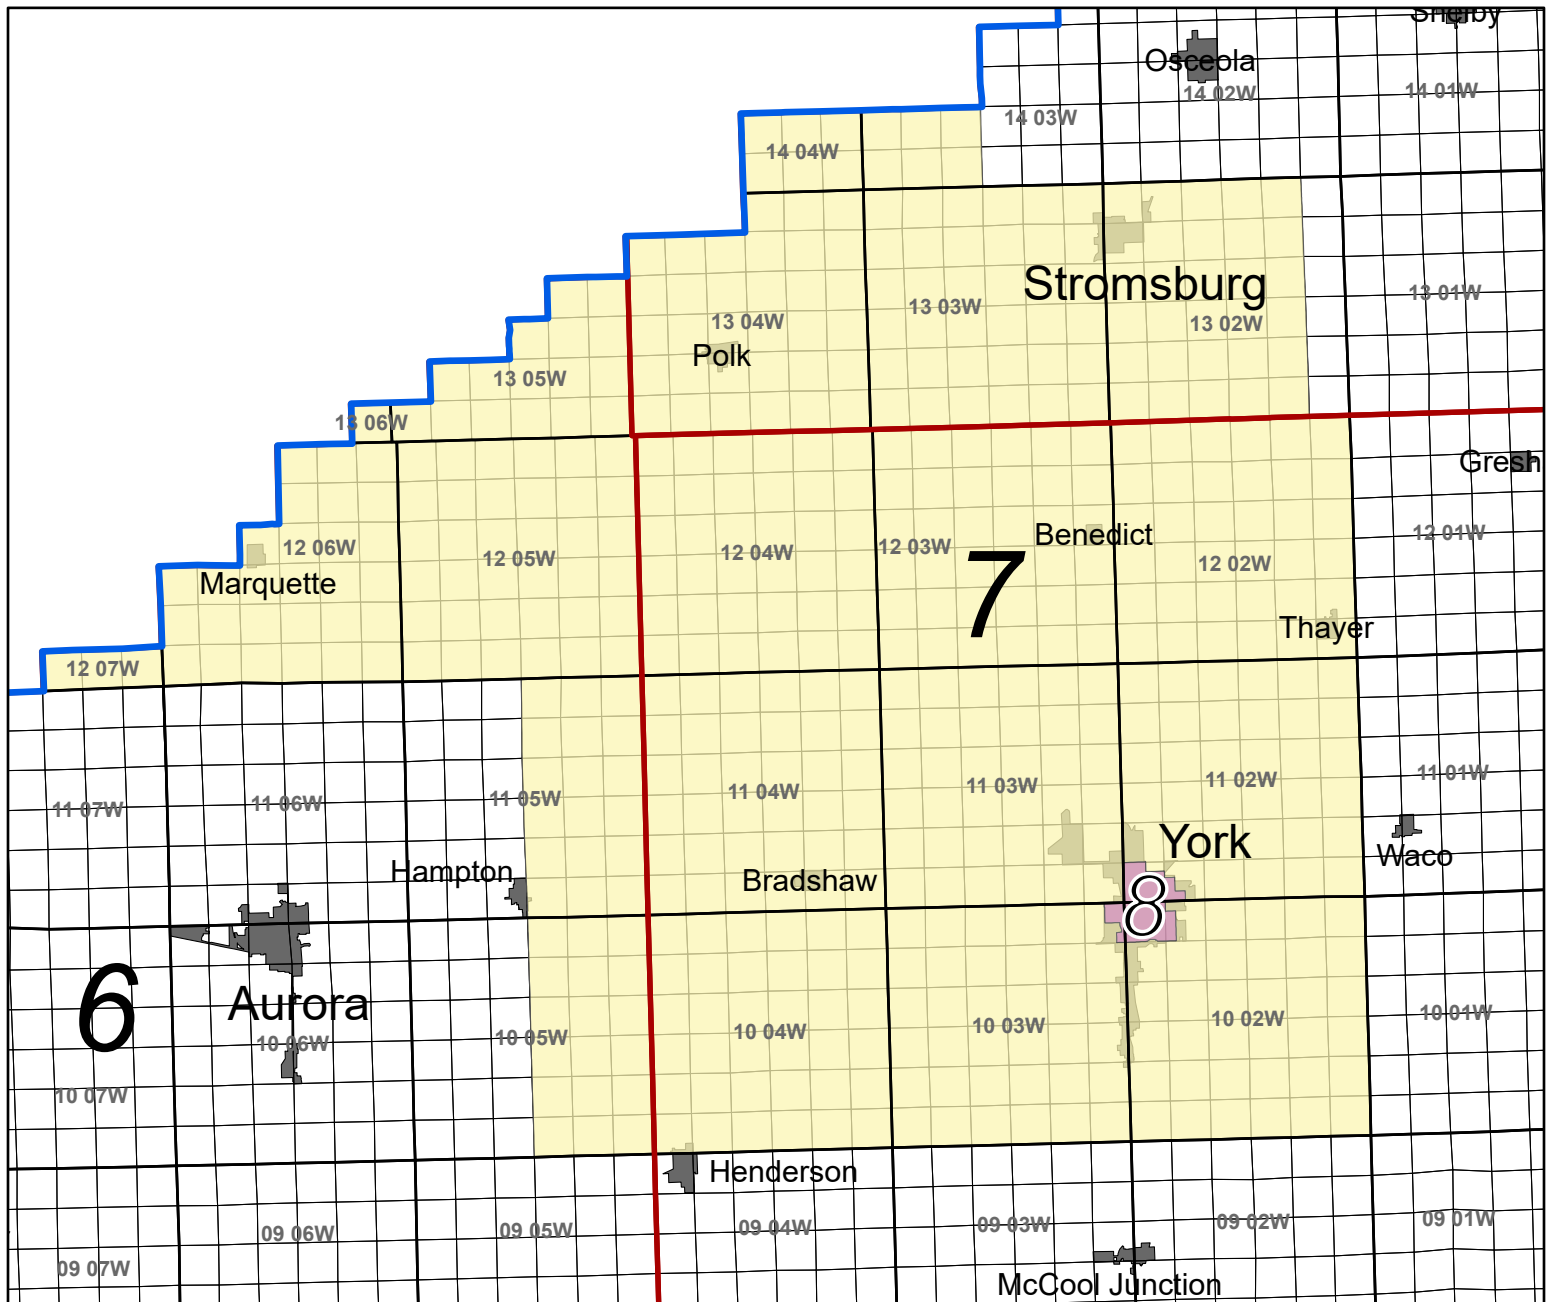 Shelby
Osceola
14 02W
14 01W
14 03W
14 04W
Stromsburg
13 01W
13 03W
13 04W
13 02W
Polk
13 05W
13 06W
Gresh
12 01W
Benedict
12 06W
12 05W
12 04W
12 03W
7
12 02W
Marquette
Thayer
12 07W
11 07W
11 06W
11 05W
11 04W
11 03W
11 02W
11 01W
York
Waco
Hampton
Bradshaw
8
6
Aurora
10 06W
10 05W
10 04W
10 03W
10 02W
10 01W
10 07W
Henderson
09 06W
09 05W
09 04W
09 03W
09 02W
09 01W
09 07W
McCool Junction